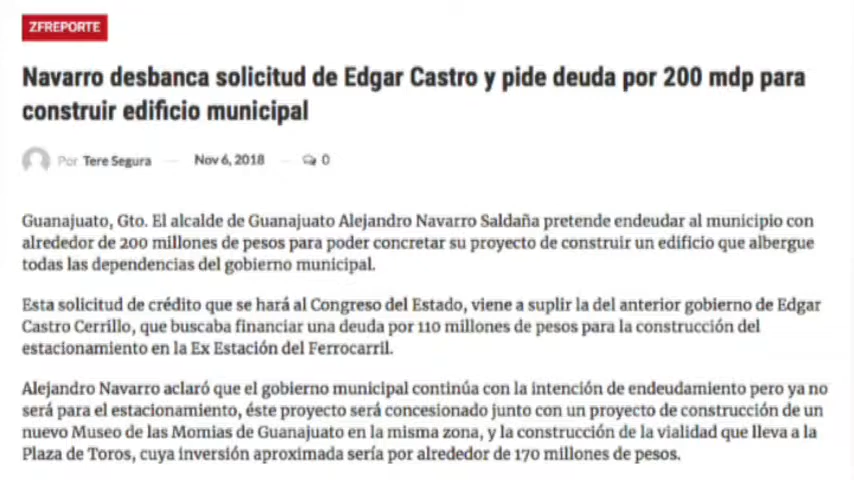 ZFREPORTE
Navarro desbanca solicitud de Edgar Castro y pide deuda por 200 mdp para
construir edificio municipal
Por Tere Segura — Nov 6, 2018 — 0
Guanajuato, Gto. El alcalde de Guanajuato Alejandro Navarro Saldaña pretende endeudar al municipio con
alrededor de 200 millones de pesos para poder concretar su proyecto de construir un edificio que albergue
todas las dependencias del gobierno municipal.
Esta solicitud de crédito que se hará al Congreso del Estado, viene a suplir la del anterior gobierno de Edgar
Castro Cerrillo, que buscaba financiar una deuda por 110 millones de pesos para la construcción del
estacionamiento en la Ex Estación del Ferrocarril.
Alejandro Navarro aclaró que el gobierno municipal continúa con la intención de endeudamiento pero ya no
será para el estacionamiento, éste proyecto será concesionado junto con un proyecto de construcción de un
nuevo Museo de las Momias de Guanajuato en la misma zona, y la construcción de la vialidad que lleva a la
Plaza de Toros, cuya inversión aproximada sería por alrededor de 170 millones de pesos.